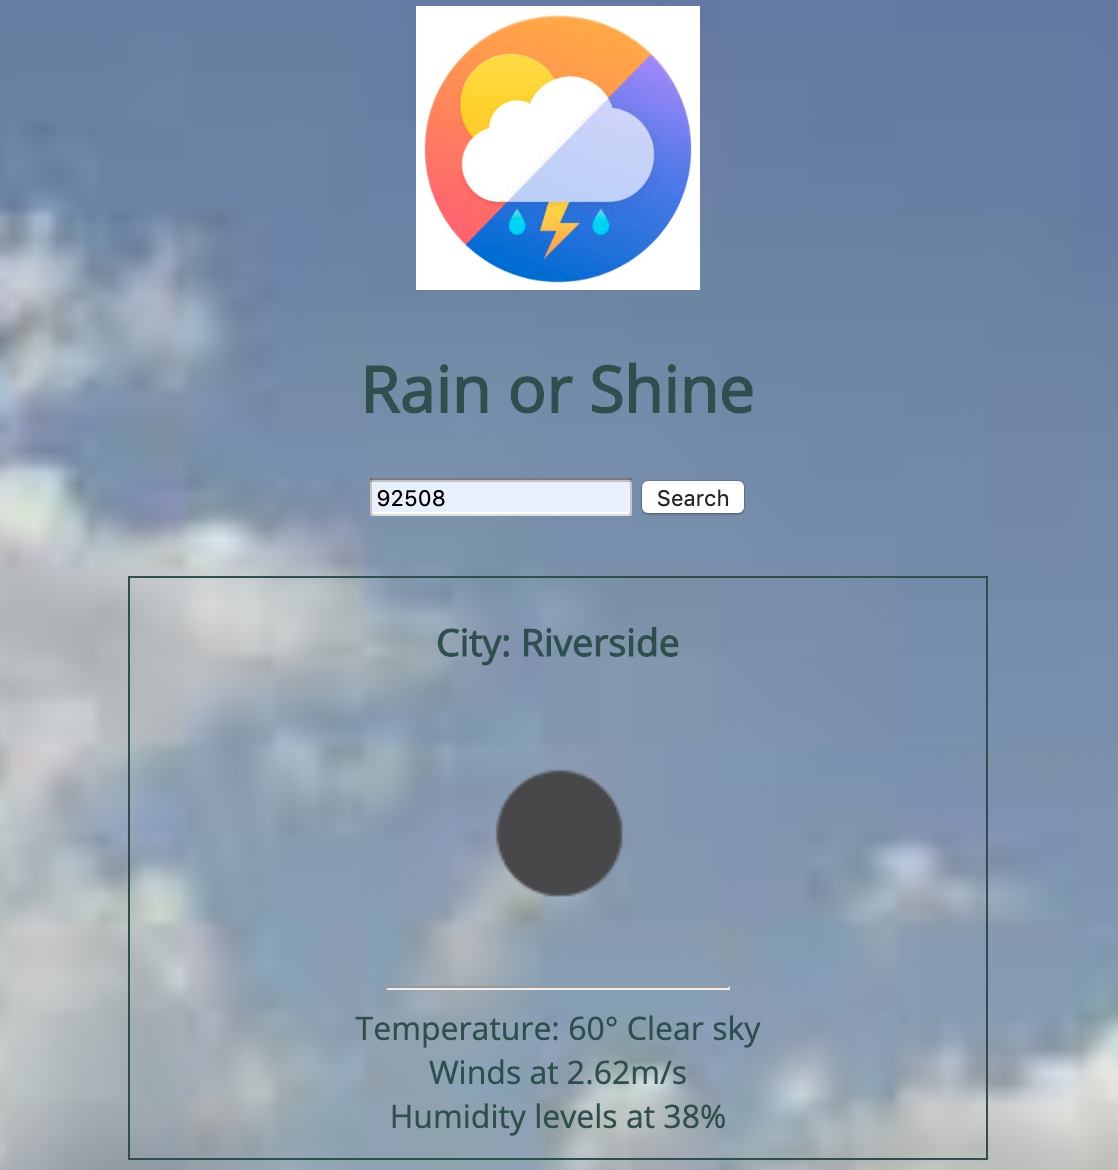 Rain or Shine
92508
Search
City: Riverside
Temperature: 60° Clear sky
Winds at 2.62m/s
Humidity levels at 38%